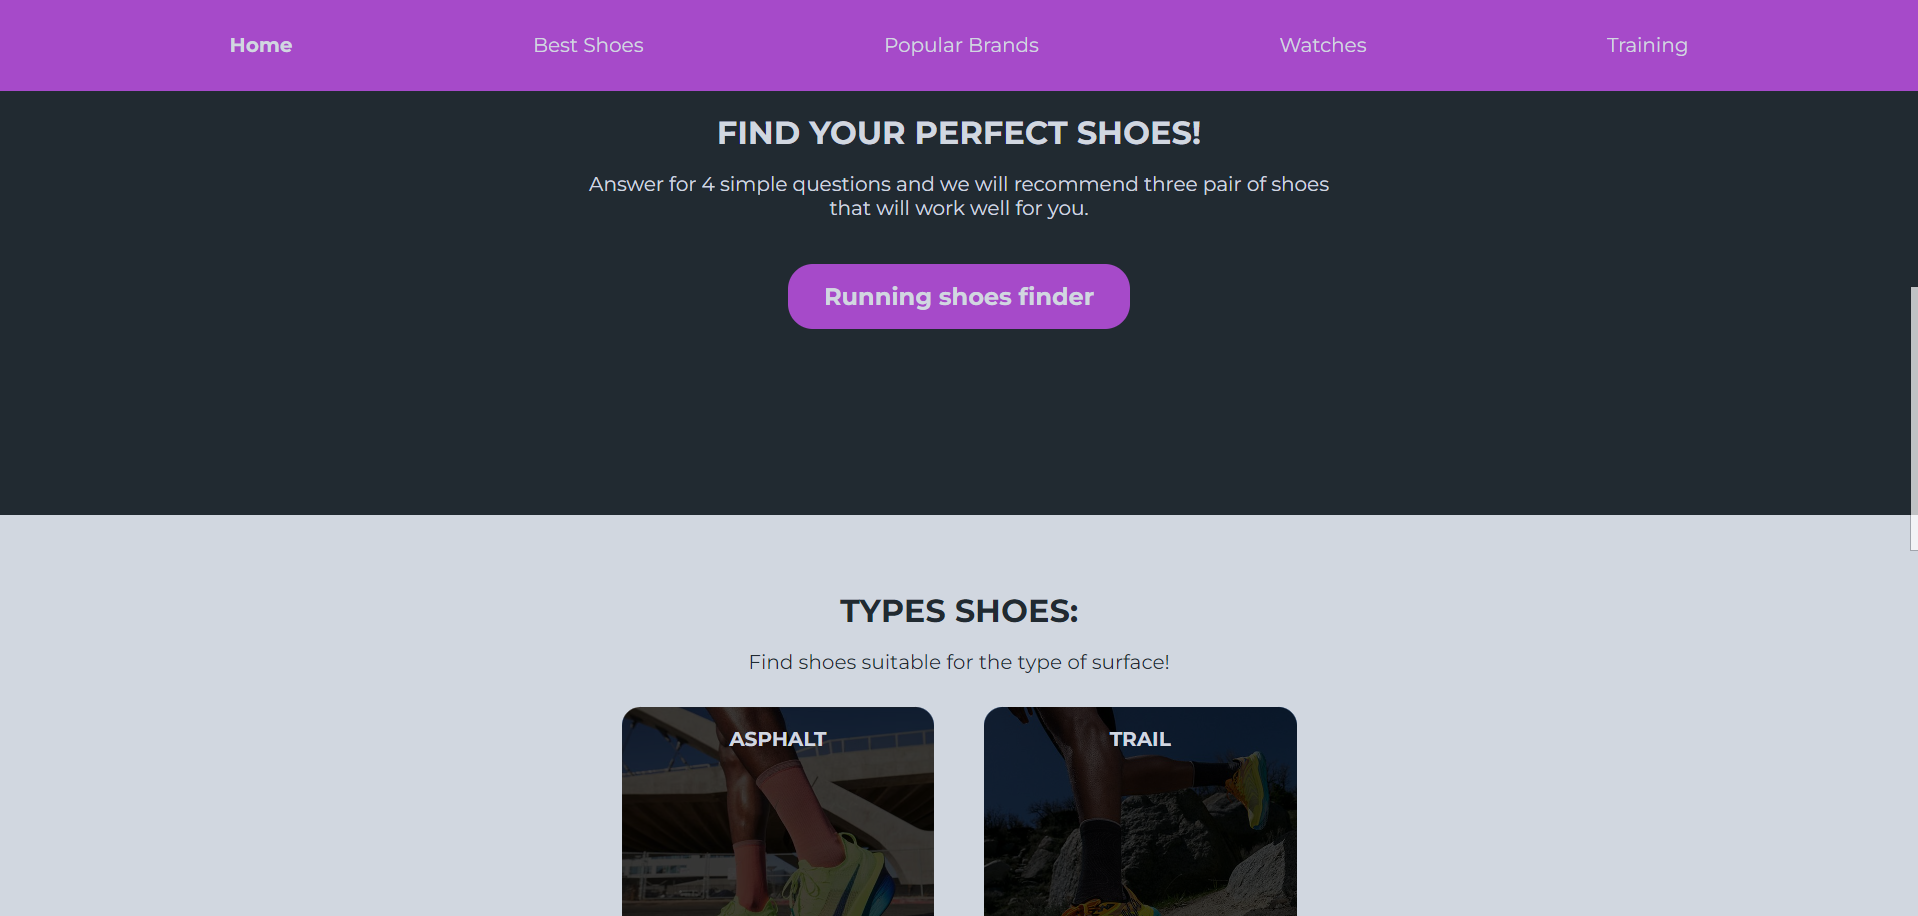 Home Best Shoes Popular Brands Watches Training
FIND YOUR PERFECT SHOES!
Answer for 4 simple questions and we will recommend three pair of shoes
that will work well for you.
Running shoes finder
TYPES SHOES:
Find shoes suitable for the type of surface!
ASPHALT TRAIL